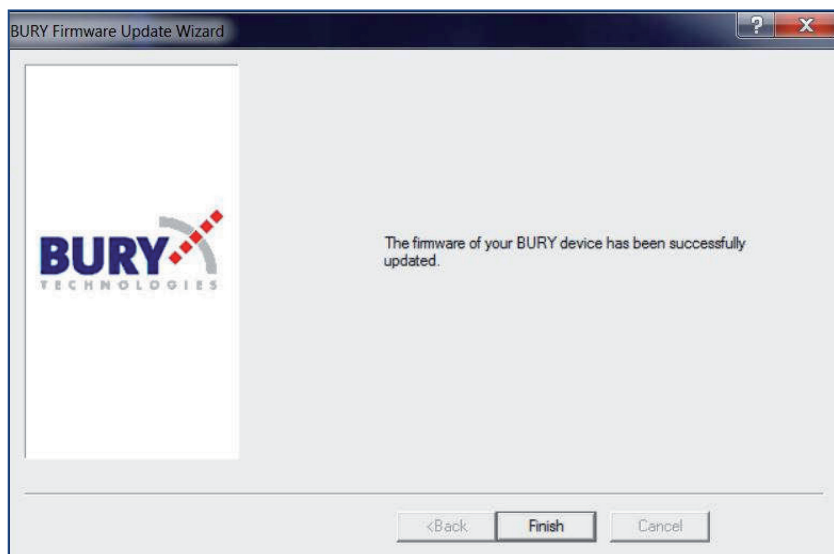 BURY Firmware Update Wizard
?
X
BURY
TECHNOLOGIES
The firmware of your BURY device has been successfully
updated.
<Back
Finish
Cancel